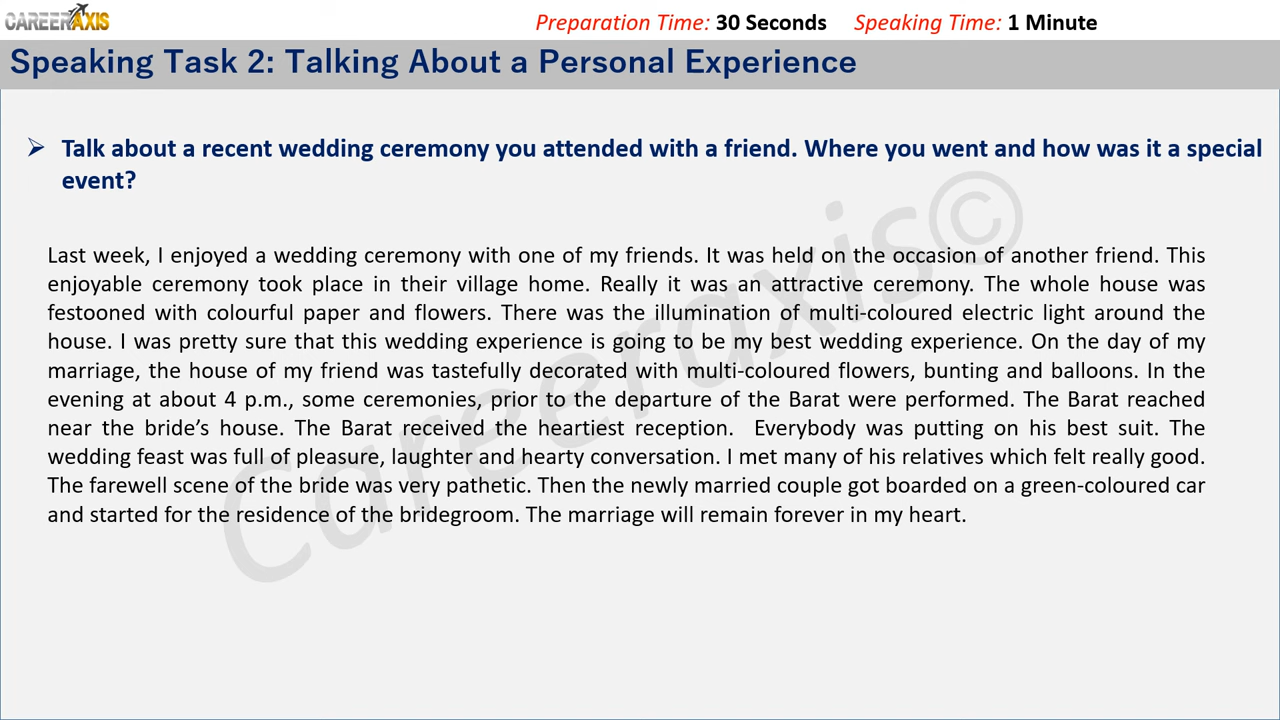 CAREERAXIS
Preparation Time: 30 Seconds Speaking Time: 1 Minute
Speaking Task 2: Talking About a Personal Experience
➢ Talk about a recent wedding ceremony you attended with a friend. Where you went and how was it a special
event?
Last week, I enjoyed a wedding ceremony with one of my friends. It was held on the occasion of another friend. This
enjoyable ceremony took place in their village home. Really it was an attractive ceremony. The whole house was
festooned with colourful paper and flowers. There was the illumination of multi-coloured electric light around the
house. I was pretty sure that this wedding experience is going to be my best wedding experience. On the day of my
marriage, the house of my friend was tastefully decorated with multi-coloured flowers, bunting and balloons. In the
evening at about 4 p.m., some ceremonies, prior to the departure of the Barat were performed. The Barat reached
near the bride’s house. The Barat received the heartiest reception.  Everybody was putting on his best suit. The
wedding feast was full of pleasure, laughter and hearty conversation. I met many of his relatives which felt really good.
The farewell scene of the bride was very pathetic. Then the newly married couple got boarded on a green-coloured car
and started for the residence of the bridegroom. The marriage will remain forever in my heart.
Careeraxis©